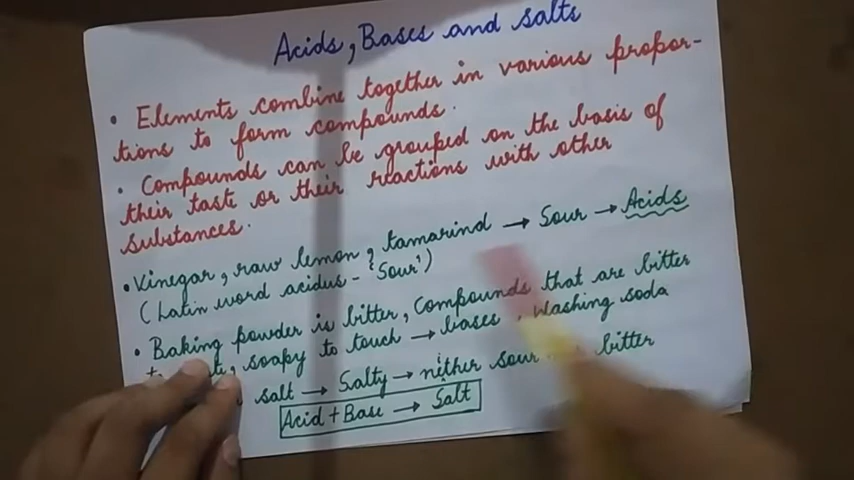 Acids, Bases and salts
• Elements combine together in various propor-
tions to form compounds.
• Compounds can be grouped on the basis of
their taste or their reactions with other
substances.
• Vinegar, raw lemon, tamarind → Sour → Acids
(Latin word acidus - 'Sour')
• Baking powder is bitter, Compounds that are bitter
soapy to touch → bases, Washing soda
salt → Salty → niether sour bitter
Acid + Base → Salt